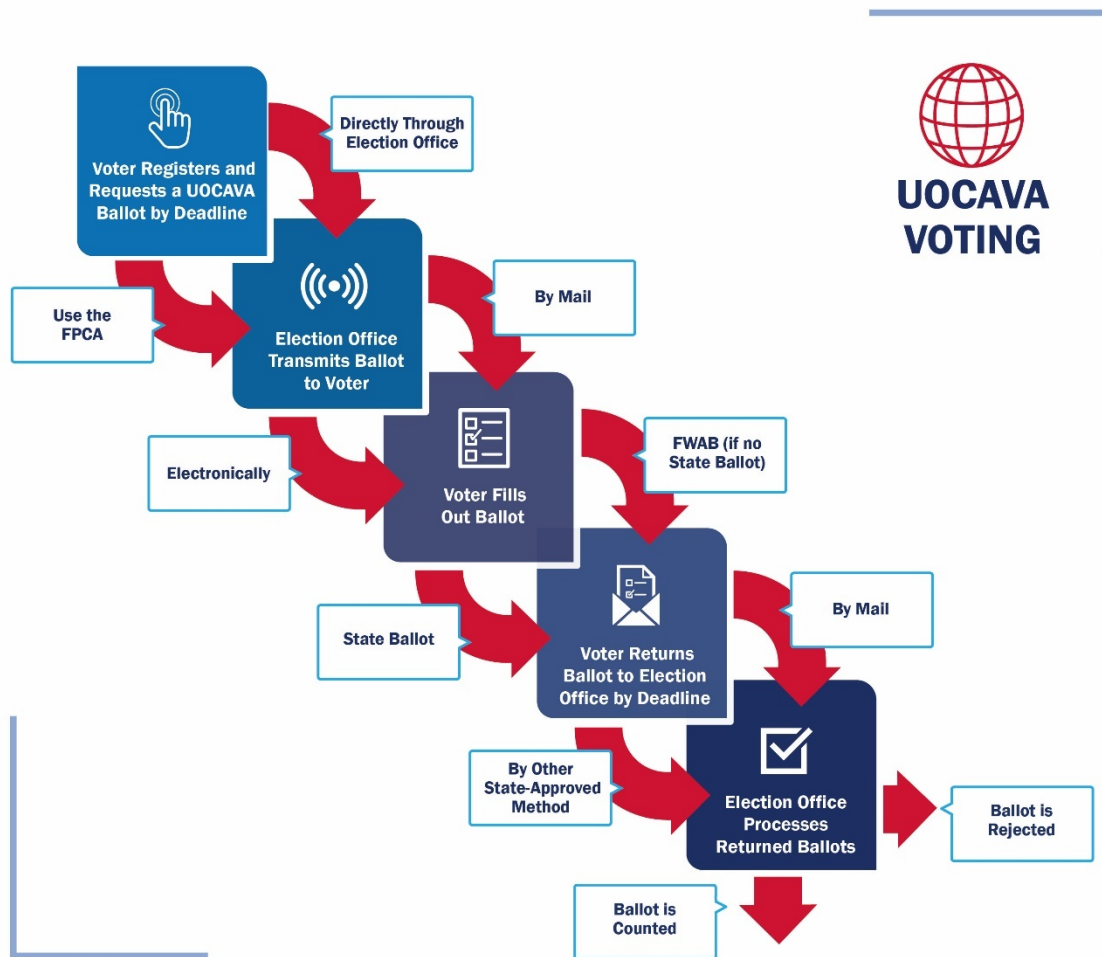 UOCAVA
VOTING
Voter Registers and
Requests a UOCAVA
Ballot by Deadline
Directly Through
Election Office
Use the
FPCA
Election Office
Transmits Ballot
to Voter
By Mail
Electronically
Voter Fills
Out Ballot
FWAB (if no
State Ballot)
State Ballot
Voter Returns
Ballot to Election
Office by Deadline
By Mail
By Other
State-Approved
Method
Election Office
Processes
Returned Ballots
Ballot is
Rejected
Ballot is
Counted